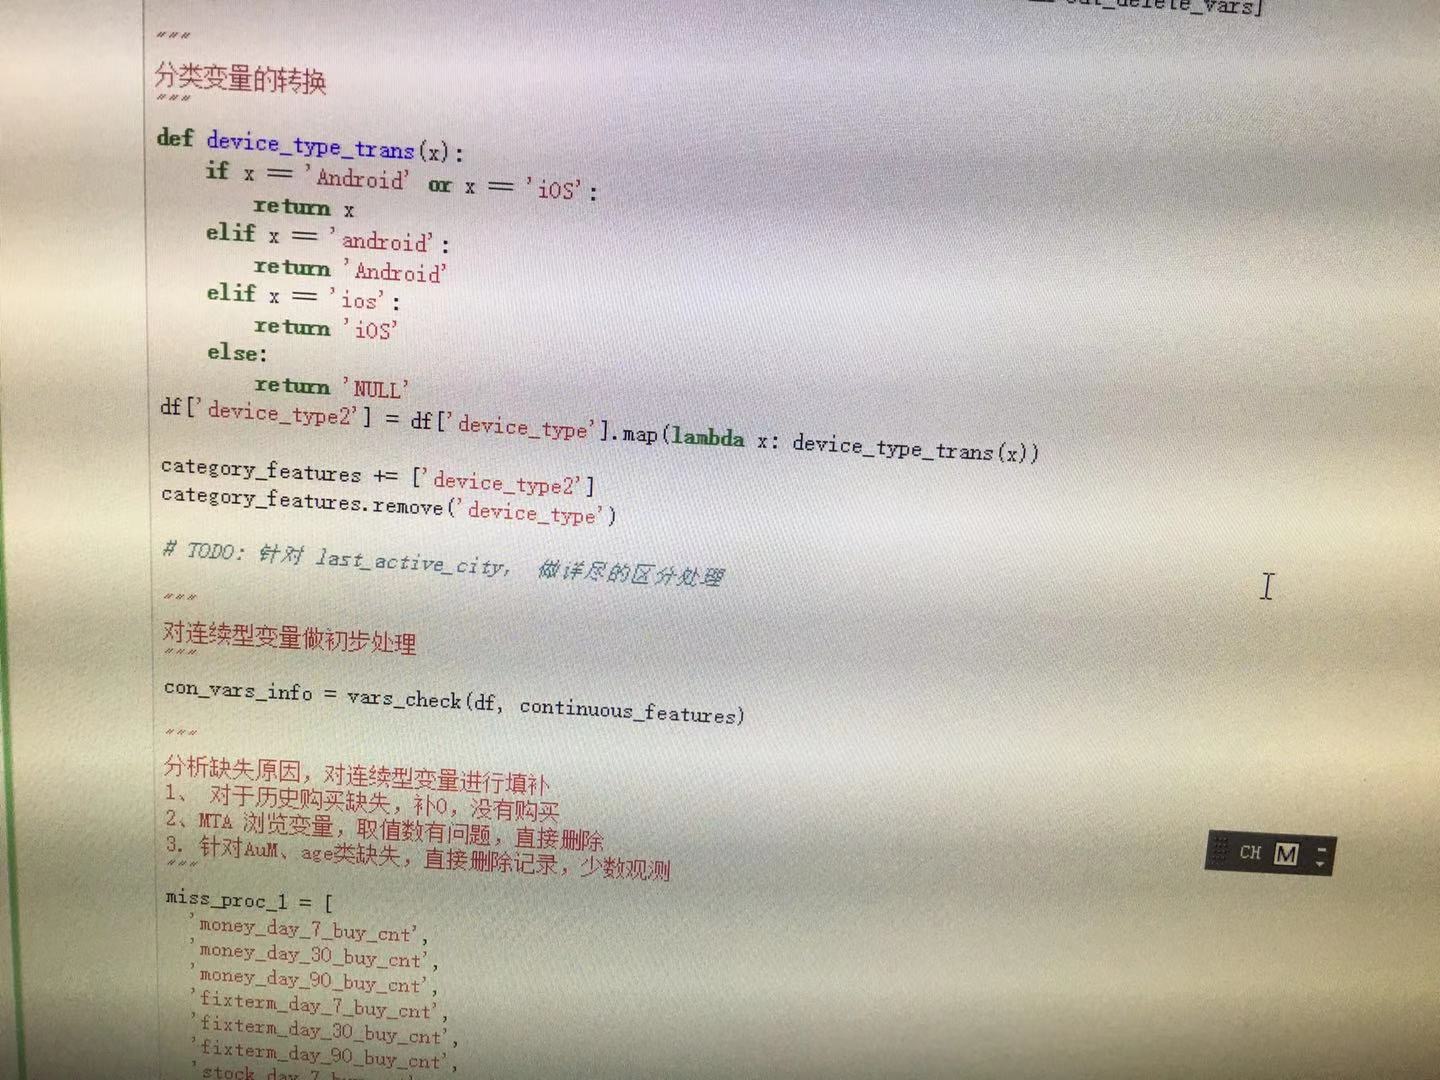 _delete_vars]
"""
分类变量的转换
"""
def device_type_trans(x):
    if x == 'Android' or x == 'iOS':
        return x
    elif x == 'android':
        return 'Android'
    elif x == 'ios':
        return 'iOS'
    else:
        return 'NULL'
df['device_type2'] = df['device_type'].map(lambda x: device_type_trans(x))
category_features += ['device_type2']
category_features.remove('device_type')
# TODO: 针对 last_active_city, 做详尽的区分处理
"""
对连续型变量做初步处理
"""
con_vars_info = vars_check(df, continuous_features)
"""
分析缺失原因，对连续型变量进行填补
1、 对于历史购买缺失，补0，没有购买
2、MTA 浏览变量，取值数有问题，直接删除
3. 针对AuM、age类缺失，直接删除记录，少数观测
"""
miss_proc_1 = [
'money_day_7_buy_cnt',
'money_day_30_buy_cnt',
'money_day_90_buy_cnt',
'fixterm_day_7_buy_cnt',
'fixterm_day_30_buy_cnt',
'fixterm_day_90_buy_cnt',
'stock_day_7
CH M